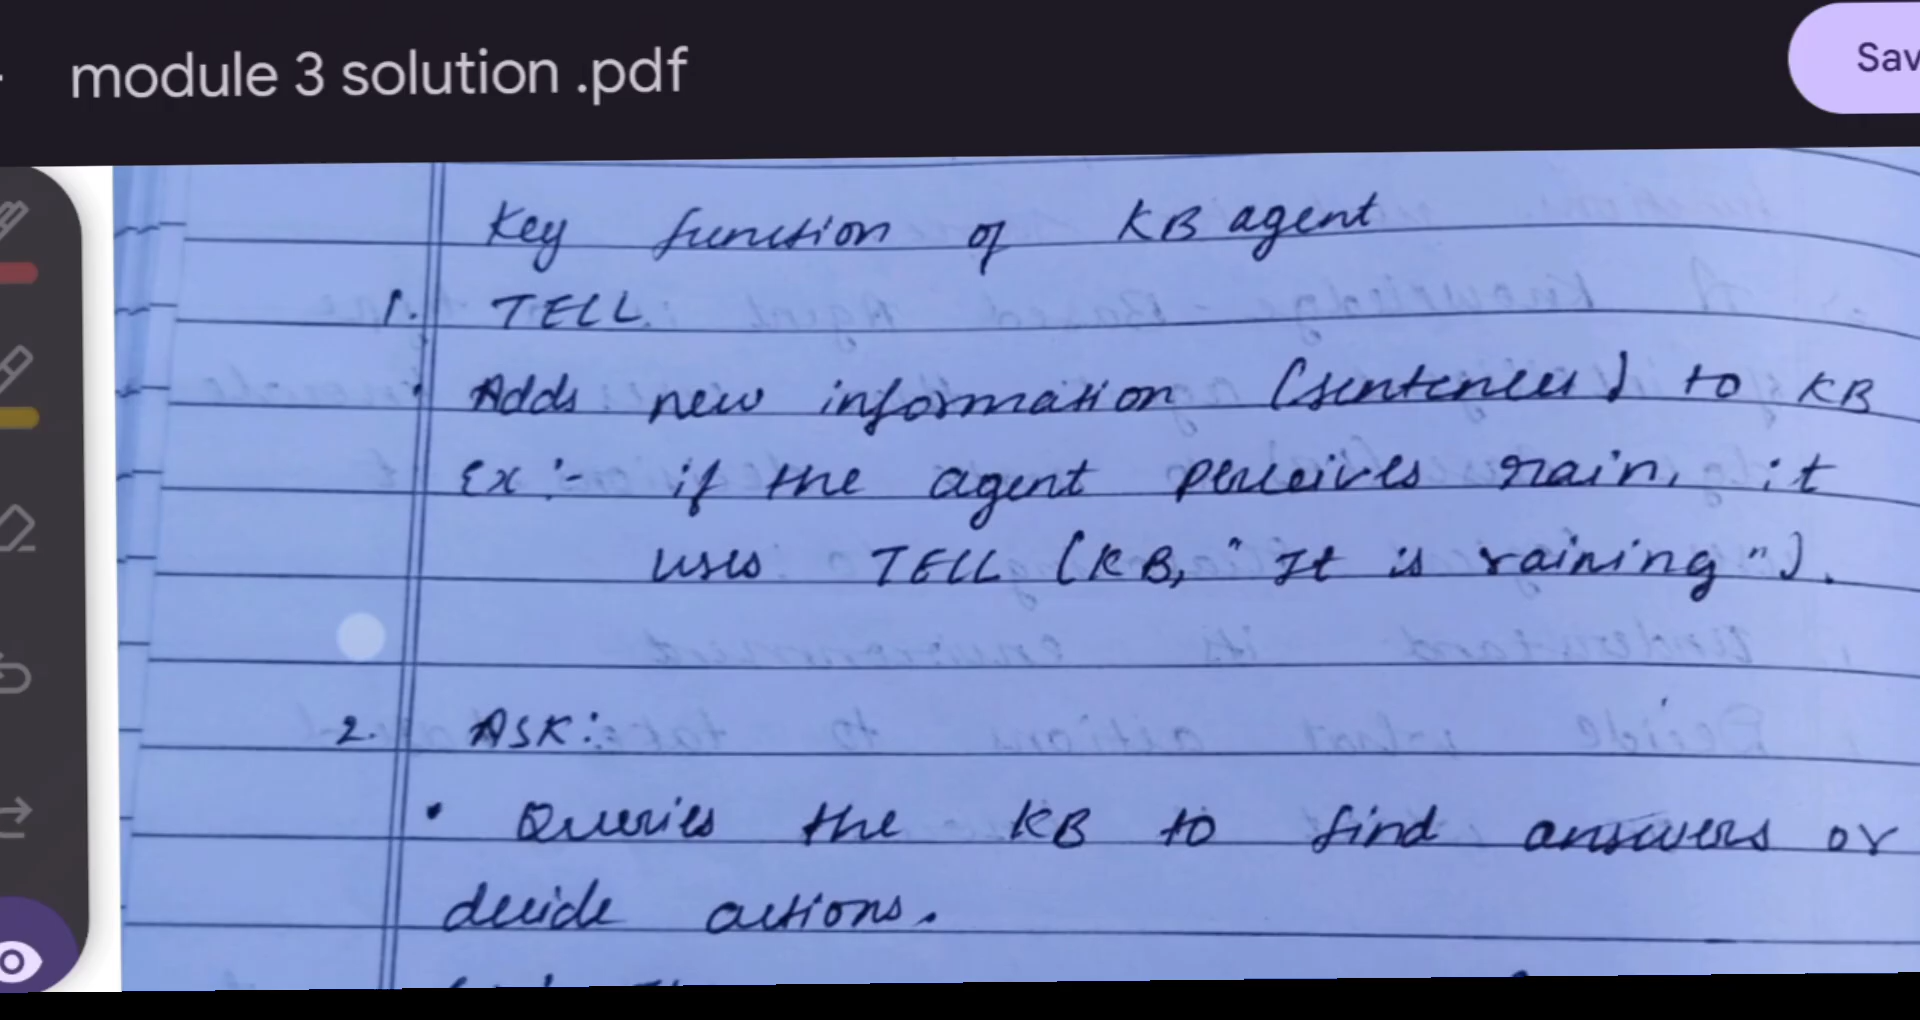 module 3 solution .pdf
Sav
Key function of KB agent
1. TELL.
• Adds new information (sentences) to KB
Ex :- if the agent perceives rain, it
uses TELL (KB, "It is raining").
2. ASK:
• Queries the KB to find answers or
decide actions.